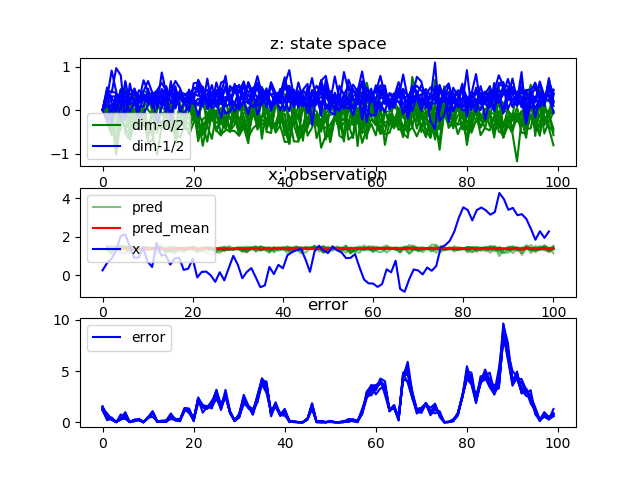 z: state space
1
0
−1
dim-0/2
dim-1/2
0 20 40 60 80 100
x: observation
4
2
0
pred
pred_mean
x
0 20 40 60 80 100
error
10
5
0
error
0 20 40 60 80 100